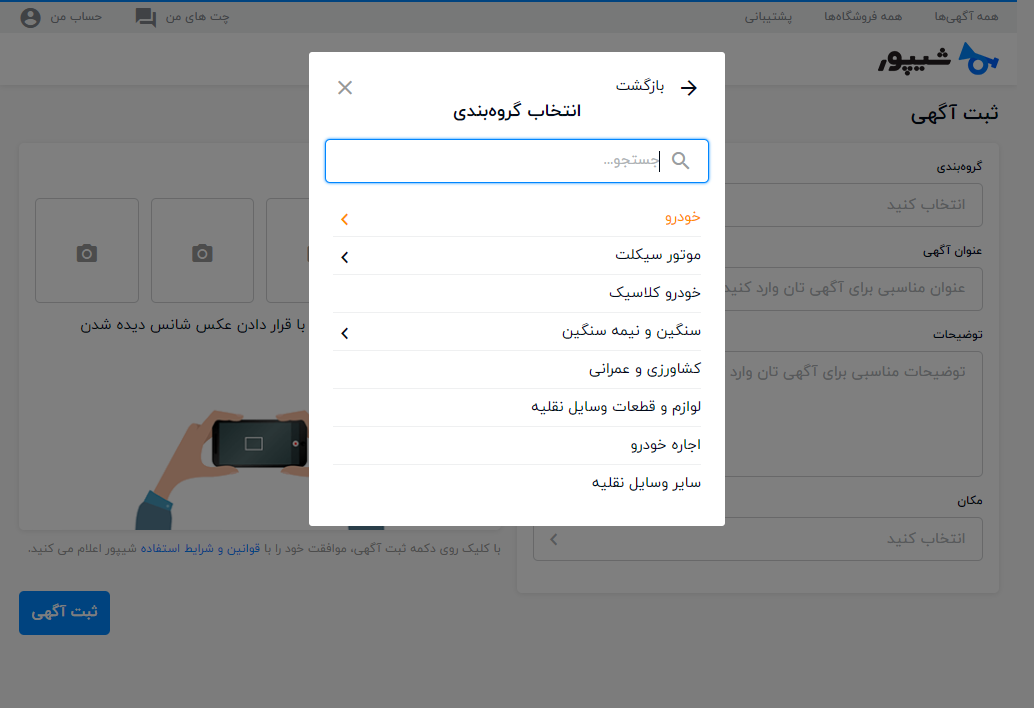 همه آگهی‌ها
همه فروشگاه‌ها
پشتیبانی
چت های من
حساب من
شیپور
ثبت آگهی
گروه‌بندی
انتخاب کنید
عنوان آگهی
عنوان مناسبی برای آگهی تان وارد کنید
توضیحات
توضیحات مناسبی برای آگهی تان وارد
مکان
انتخاب کنید
بازگشت
انتخاب گروه‌بندی
جستجو...
خودرو
موتور سیکلت
خودرو کلاسیک
سنگین و نیمه سنگین
کشاورزی و عمرانی
لوازم و قطعات وسایل نقلیه
اجاره خودرو
سایر وسایل نقلیه
با قرار دادن عکس شانس دیده شدن
با کلیک روی دکمه ثبت آگهی، موافقت خود را با قوانین و شرایط استفاده شیپور اعلام می کنید.
ثبت آگهی